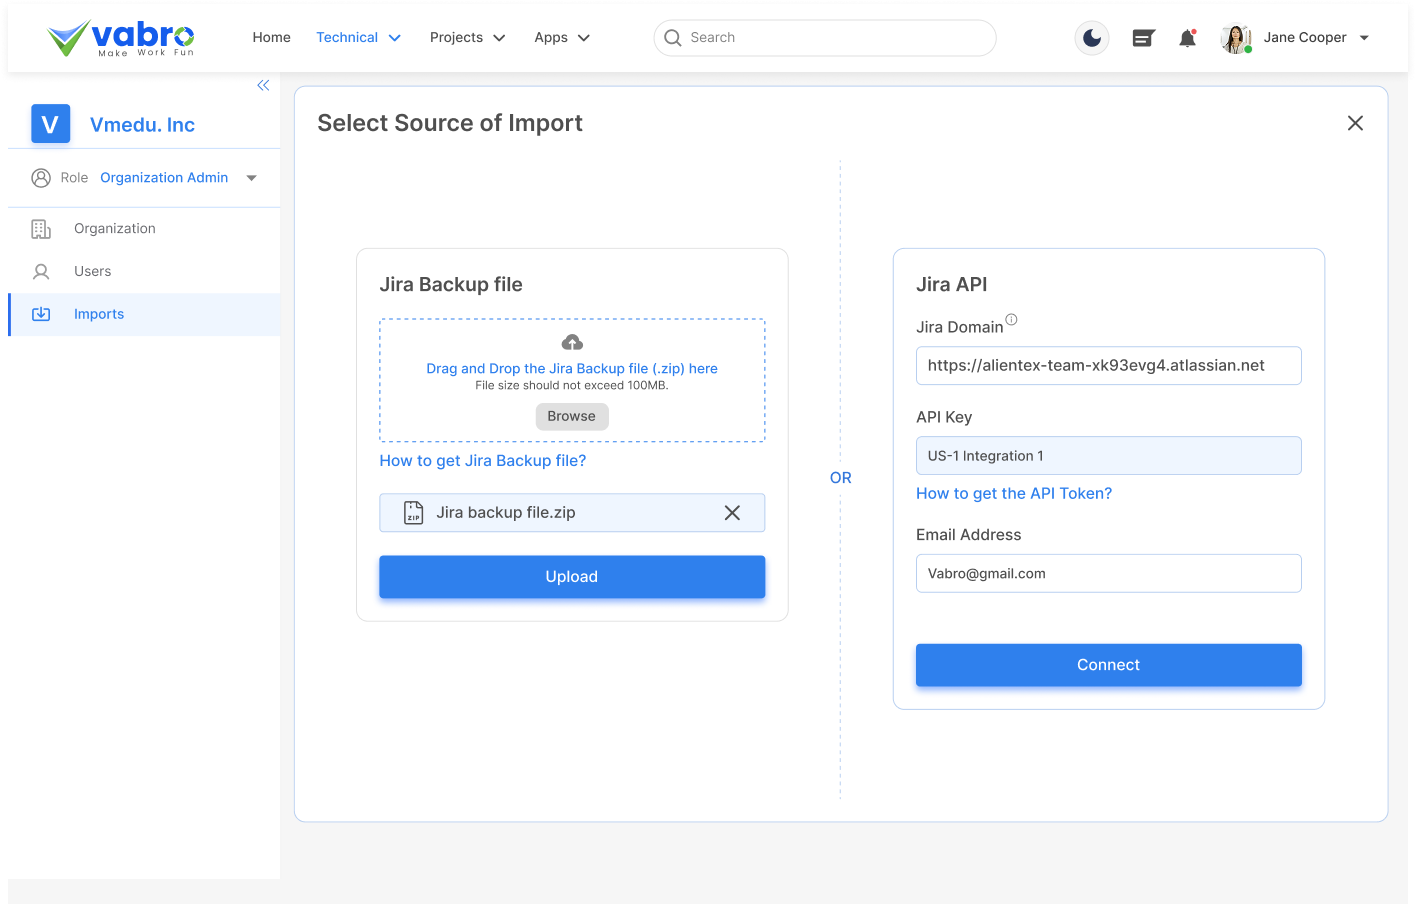 vabro
Make Work Fun
Home
Technical
Projects
Apps
Search
Jane Cooper
V
Vmedu. Inc
Role
Organization Admin
Organization
Users
Imports
Select Source of Import
Jira Backup file
Drag and Drop the Jira Backup file (.zip) here
File size should not exceed 100MB.
Browse
How to get Jira Backup file?
ZIP
Jira backup file.zip
Upload
OR
Jira API
Jira Domain
https://alientex-team-xk93evg4.atlassian.net
API Key
US-1 Integration 1
How to get the API Token?
Email Address
Vabro@gmail.com
Connect